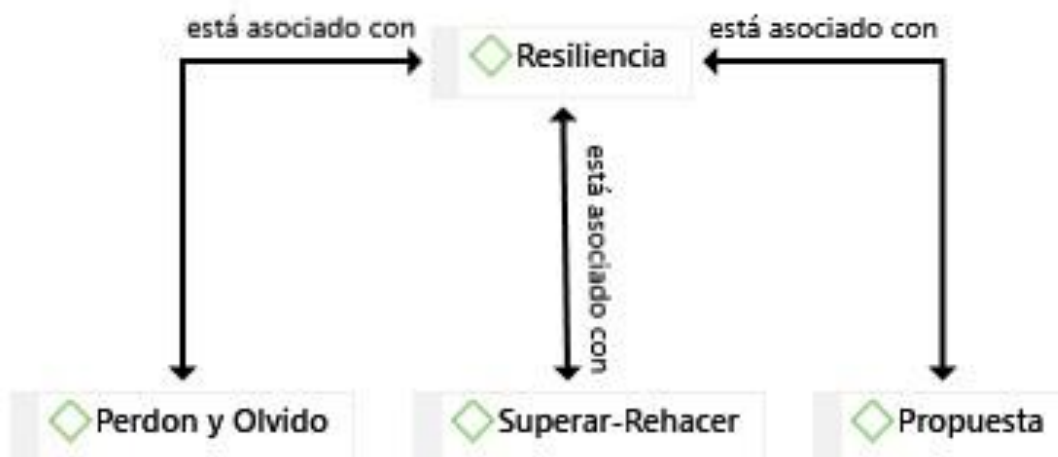 está asociado con
está asociado con
Resiliencia
está asociado con
Perdon y Olvido
Superar-Rehacer
Propuesta